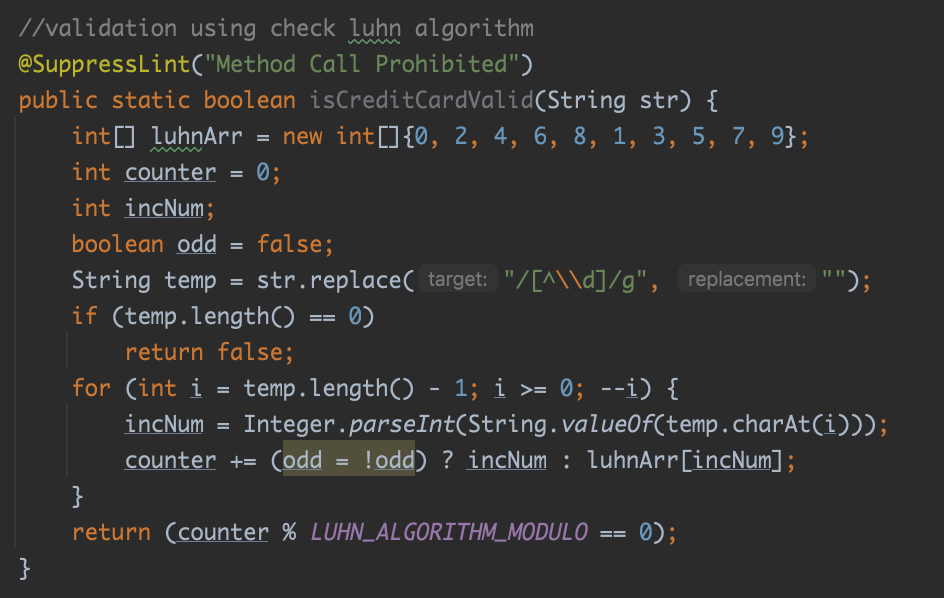 //validation using check luhn algorithm
@SuppressLint("Method Call Prohibited")
public static boolean isCreditCardValid(String str) {
    int[] luhnArr = new int[]{0, 2, 4, 6, 8, 1, 3, 5, 7, 9};
    int counter = 0;
    int incNum;
    boolean odd = false;
    String temp = str.replace( target: "/[^\\d]/g", replacement: "");
    if (temp.length() == 0)
        return false;
    for (int i = temp.length() - 1; i >= 0; --i) {
        incNum = Integer.parseInt(String.valueOf(temp.charAt(i)));
        counter += (odd = !odd) ? incNum : luhnArr[incNum];
    }
    return (counter % LUHN_ALGORITHM_MODULO == 0);
}